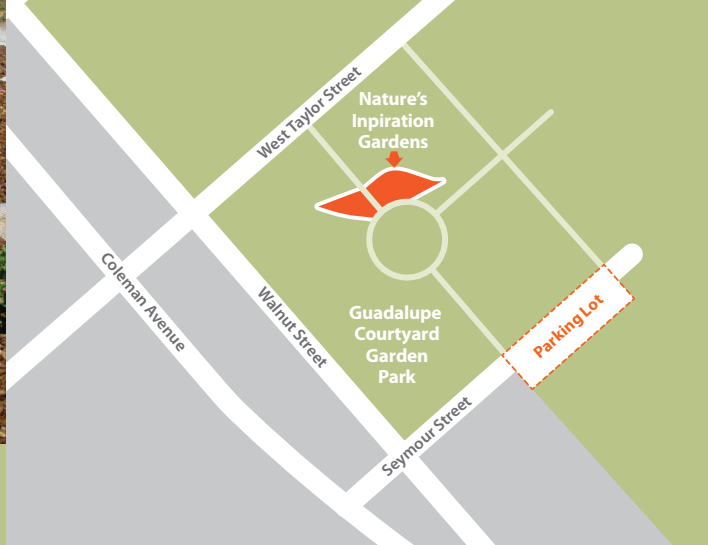 West Taylor Street
Nature's
Inpiration
Gardens
Coleman Avenue
Walnut Street
Guadalupe
Courtyard
Garden
Park
Parking Lot
Seymour Street